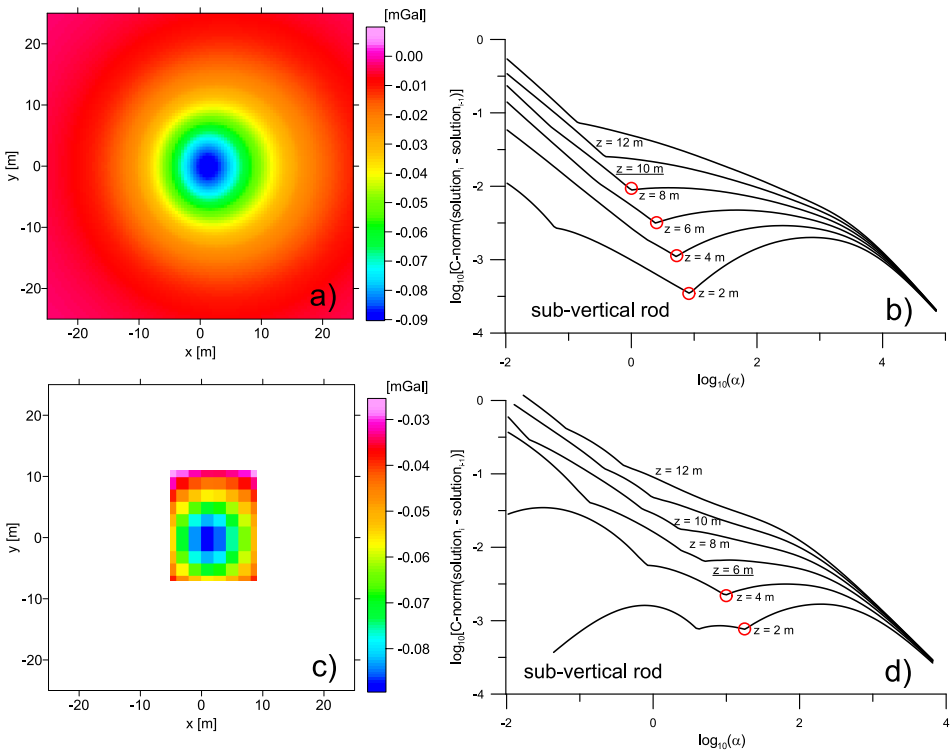 [mGal]
20
10
0
-10
-20
y [m]
-20
-10
0
10
20
x [m]
a)
0.00
-0.01
-0.02
-0.03
-0.04
-0.05
-0.06
-0.07
-0.08
-0.09
0
-1
-2
-3
-4
log10[C-norm(solutioni - solutioni-1)]
z = 12 m
z = 10 m
z = 8 m
z = 6 m
z = 4 m
z = 2 m
sub-vertical rod
b)
-2
0
2
4
log10(α)
[mGal]
20
10
0
-10
-20
y [m]
-20
-10
0
10
20
x [m]
c)
-0.03
-0.04
-0.05
-0.06
-0.07
-0.08
0
-1
-2
-3
-4
log10[C-norm(solutioni - solutioni-1)]
z = 12 m
z = 10 m
z = 8 m
z = 6 m
z = 4 m
z = 2 m
sub-vertical rod
d)
-2
0
2
4
log10(α)